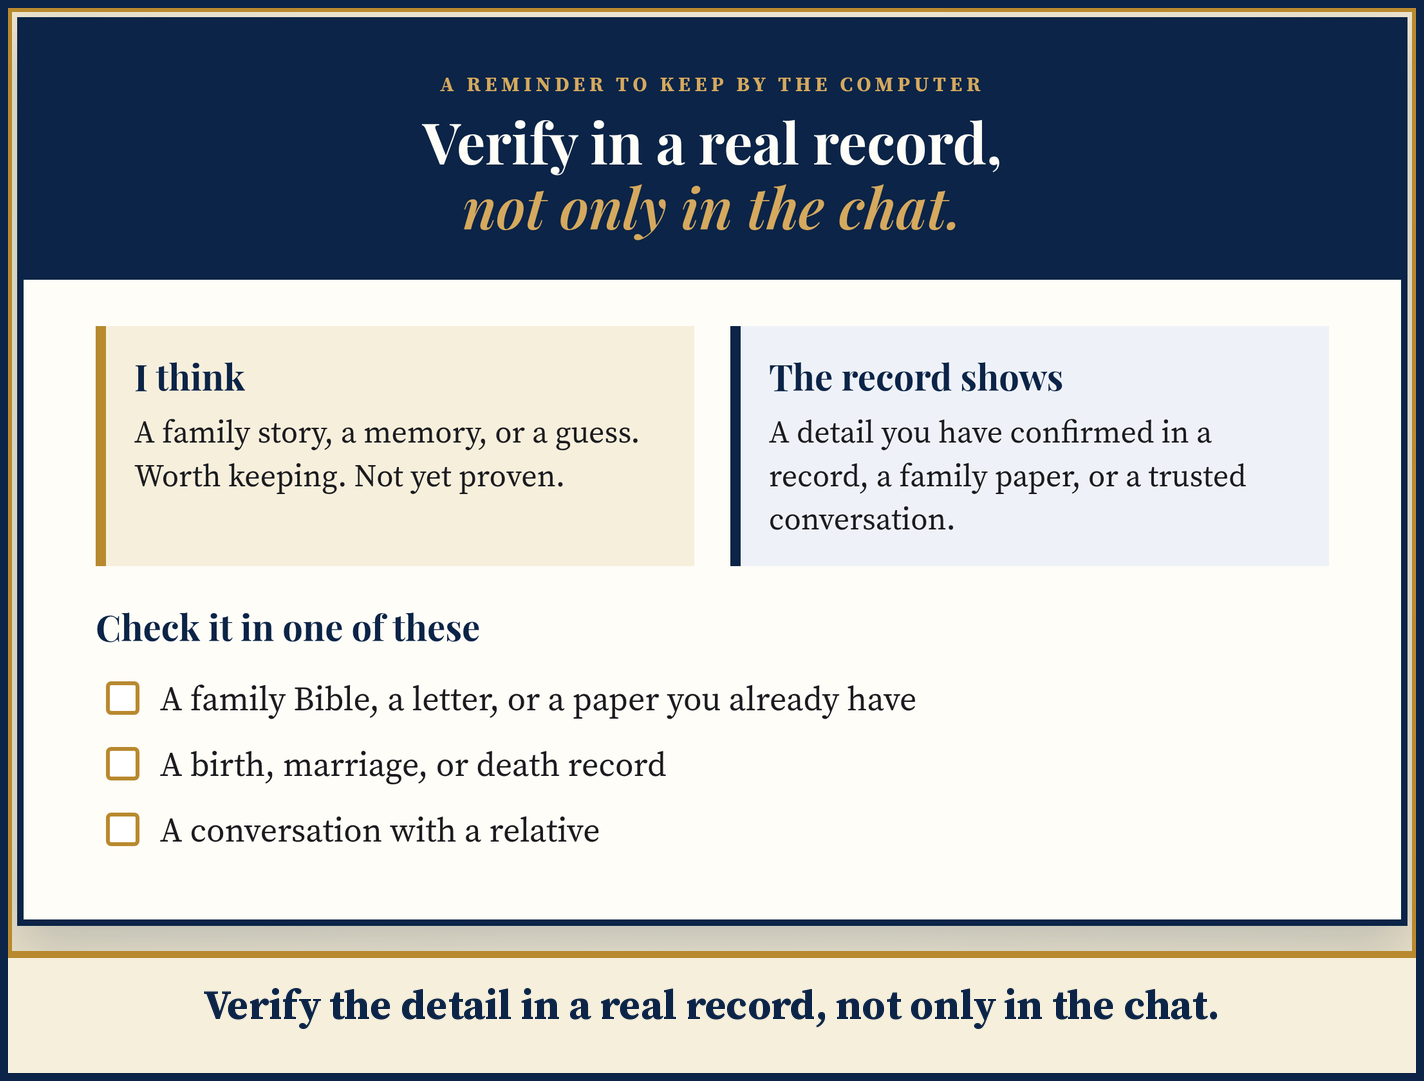 A REMINDER TO KEEP BY THE COMPUTER
Verify in a real record,
not only in the chat.
I think
A family story, a memory, or a guess.
Worth keeping. Not yet proven.
The record shows
A detail you have confirmed in a
record, a family paper, or a trusted
conversation.
Check it in one of these
A family Bible, a letter, or a paper you already have
A birth, marriage, or death record
A conversation with a relative
Verify the detail in a real record, not only in the chat.